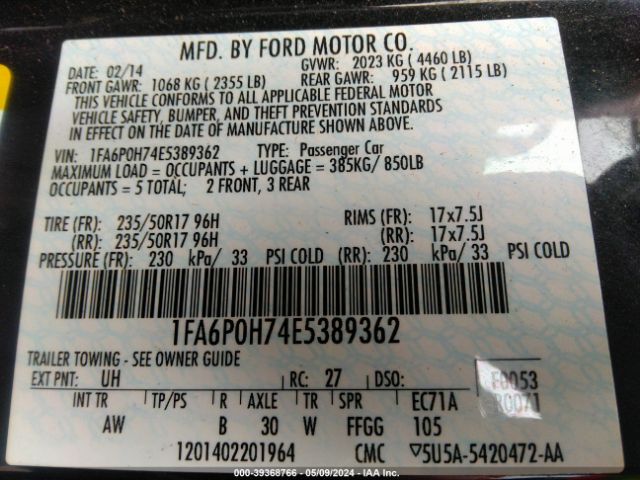 MFD. BY FORD MOTOR CO.
DATE: 02/14 GVWR: 2023 KG ( 4460 LB)
FRONT GAWR: 1068 KG ( 2355 LB) REAR GAWR: 959 KG ( 2115 LB)
THIS VEHICLE CONFORMS TO ALL APPLICABLE FEDERAL MOTOR
VEHICLE SAFETY, BUMPER, AND THEFT PREVENTION STANDARDS
IN EFFECT ON THE DATE OF MANUFACTURE SHOWN ABOVE.
VIN: 1FA6P0H74E5389362 TYPE: Passenger Car
MAXIMUM LOAD = OCCUPANTS + LUGGAGE = 385KG/ 850LB
OCCUPANTS = 5 TOTAL; 2 FRONT, 3 REAR
TIRE (FR): 235/50R17 96H RIMS (FR): 17x7.5J
(RR): 235/50R17 96H (RR): 17x7.5J
PRESSURE (FR): 230 kPa/ 33 PSI COLD (RR): 230 kPa/ 33 PSI COLD
1FA6P0H74E5389362
TRAILER TOWING - SEE OWNER GUIDE
EXT PNT: UH RC: 27 DSO: F0053
INT TR TP/PS R AXLE TR SPR EC71A R0071
AW B 30 W FFGG 105
1201402201964 CMC ▽5U5A-5420472-AA
000-39368766 - 05/09/2024 - IAA Inc.